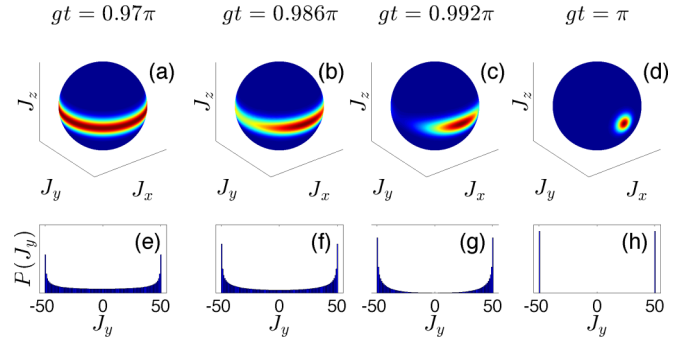 gt = 0.97π gt = 0.986π gt = 0.992π gt = π
(a) (b) (c) (d)
J_z J_z J_z J_z
J_y J_x J_y J_x J_y J_x J_y J_x
(e) (f) (g) (h)
P(J_y)
-50 0 50 -50 0 50 -50 0 50 -50 0 50
J_y J_y J_y J_y